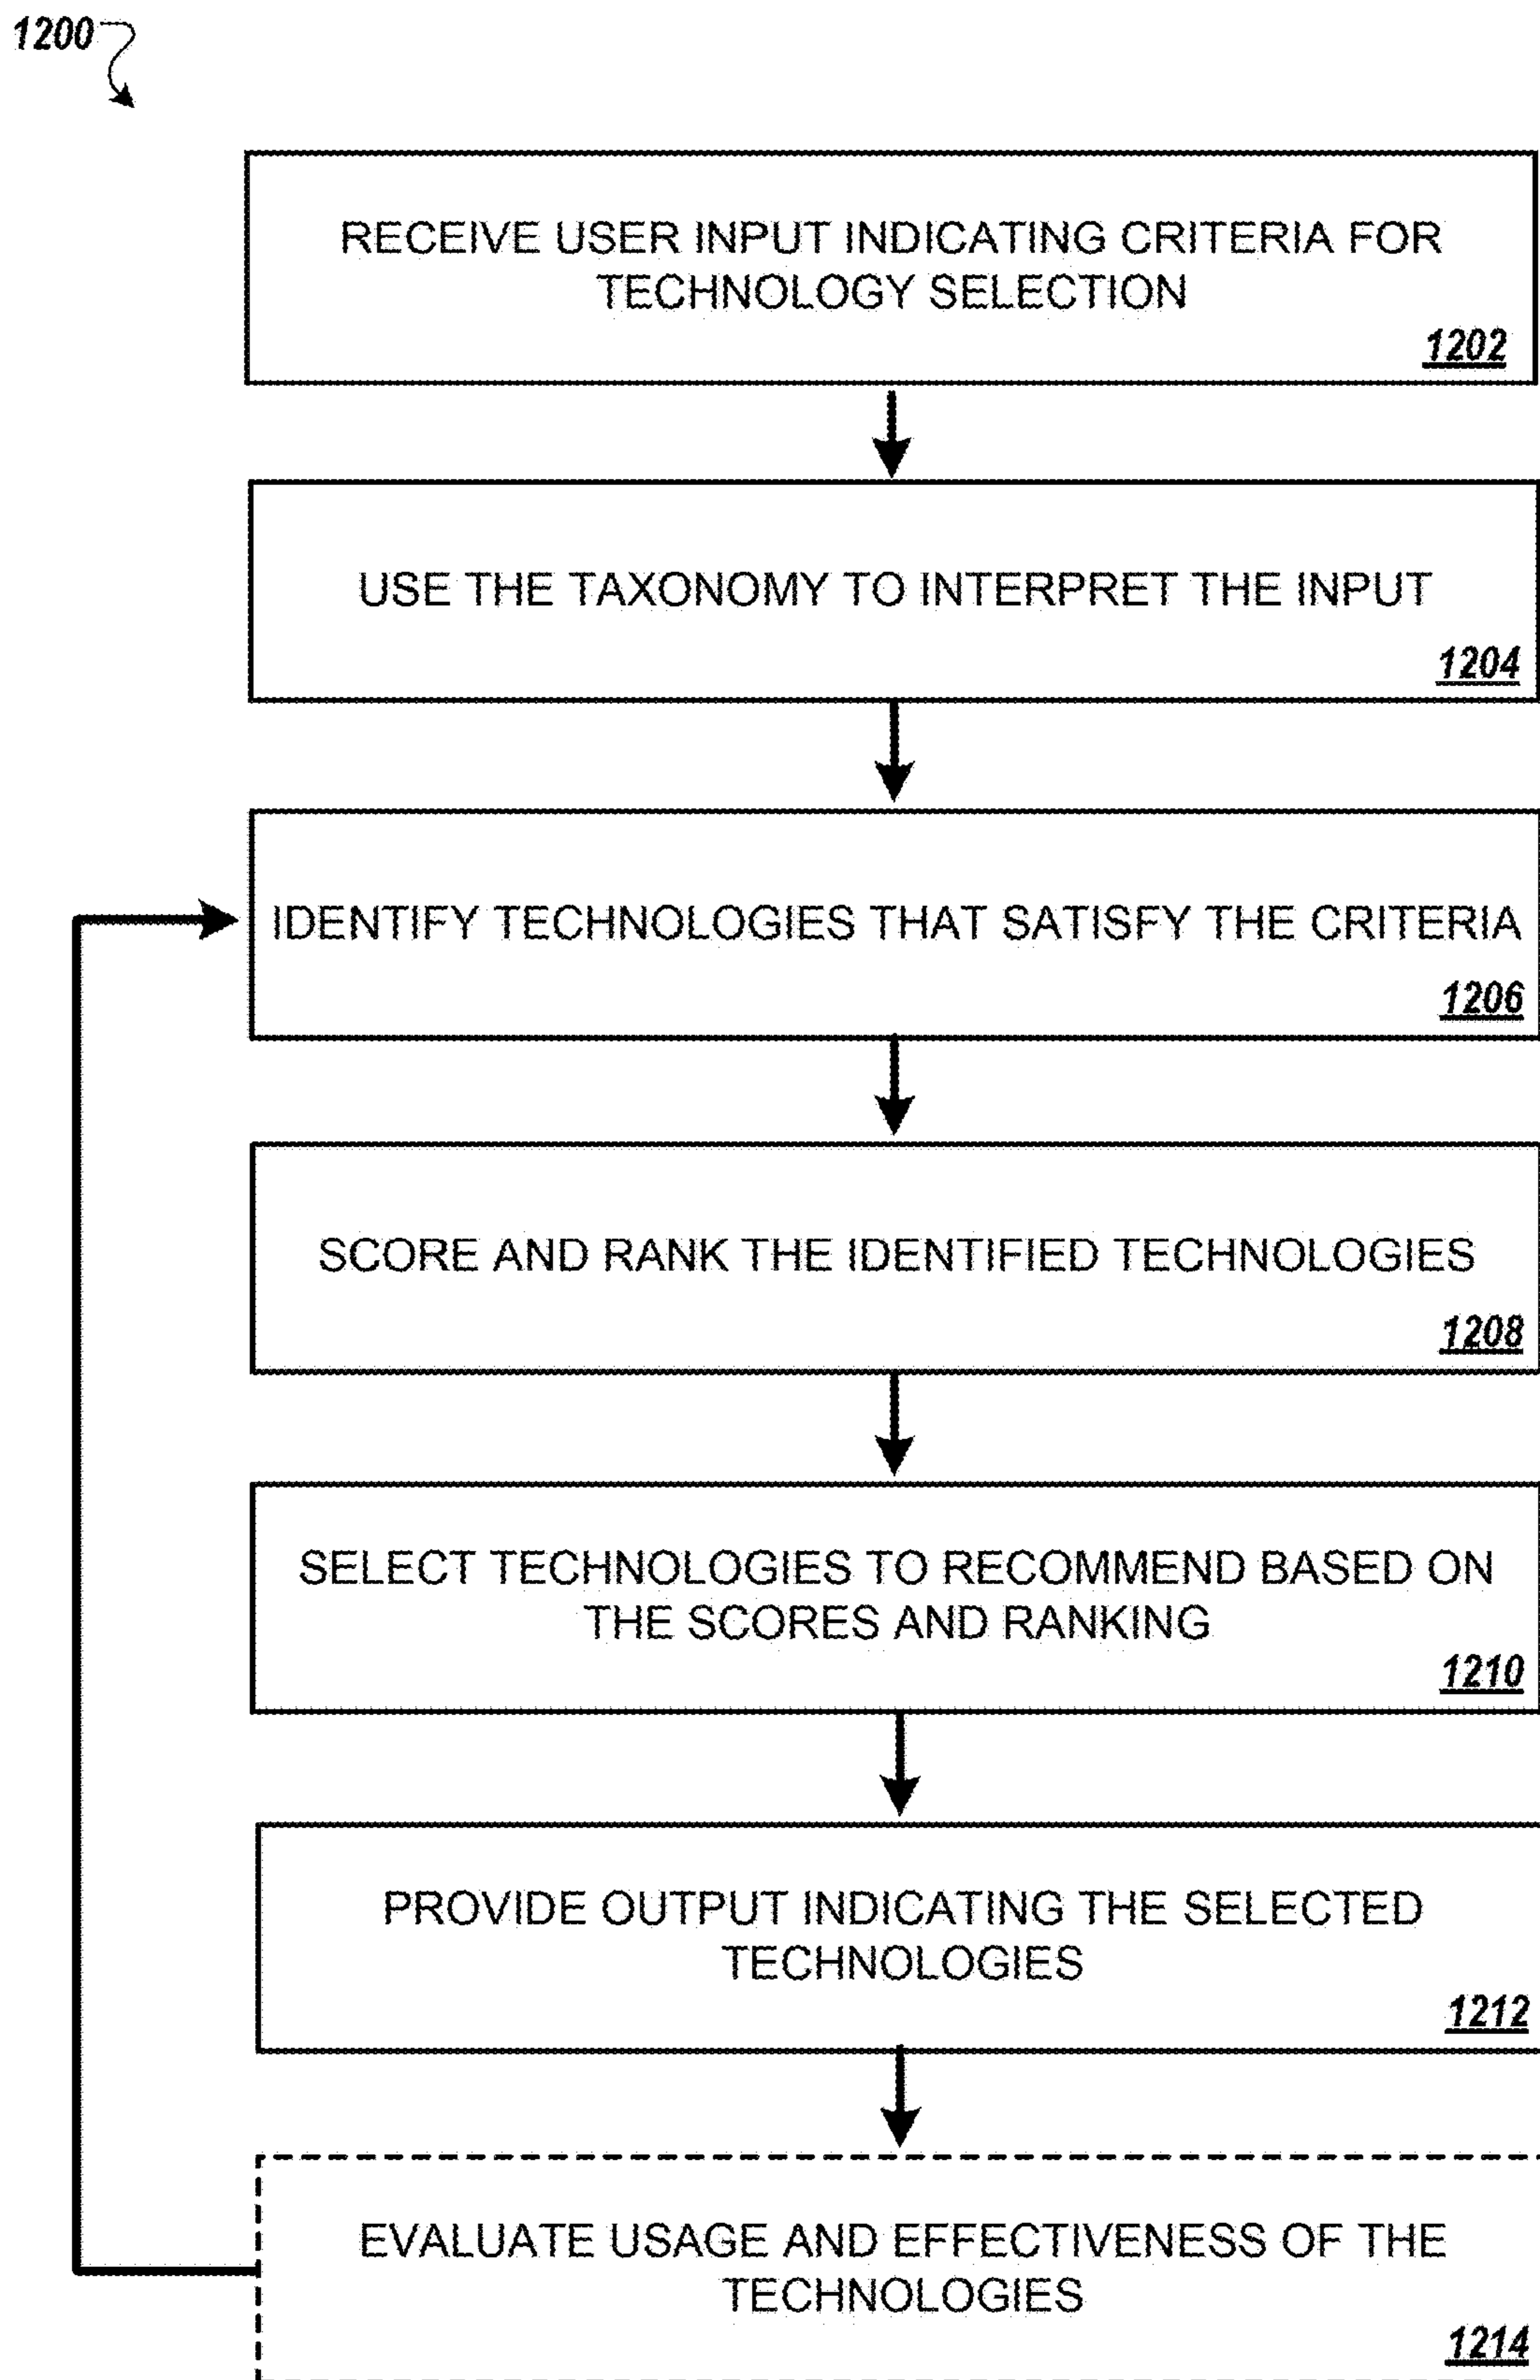 1200
RECEIVE USER INPUT INDICATING CRITERIA FOR
TECHNOLOGY SELECTION
1202
USE THE TAXONOMY TO INTERPRET THE INPUT
1204
IDENTIFY TECHNOLOGIES THAT SATISFY THE CRITERIA
1206
SCORE AND RANK THE IDENTIFIED TECHNOLOGIES
1208
SELECT TECHNOLOGIES TO RECOMMEND BASED ON
THE SCORES AND RANKING
1210
PROVIDE OUTPUT INDICATING THE SELECTED
TECHNOLOGIES
1212
EVALUATE USAGE AND EFFECTIVENESS OF THE
TECHNOLOGIES
1214